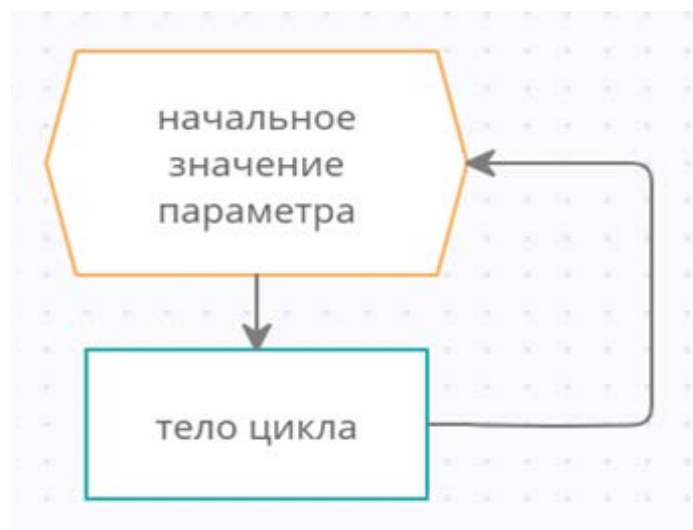 начальное
значение
параметра
тело цикла